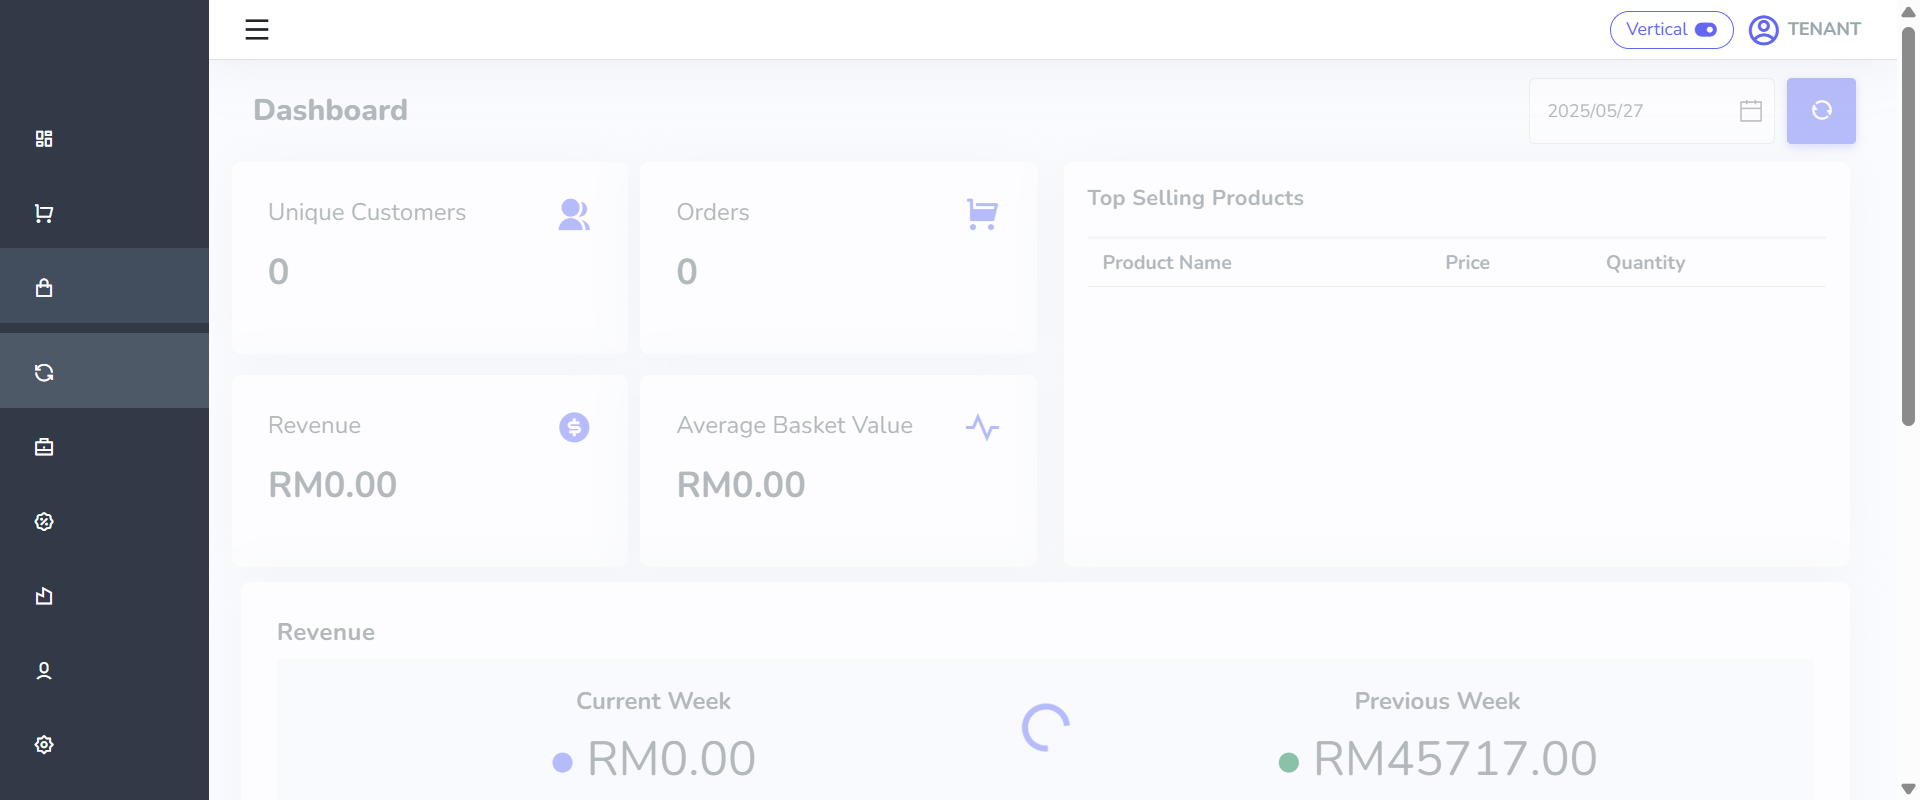 Vertical
TENANT
Dashboard
2025/05/27
Unique Customers
0
Orders
0
Top Selling Products
Product Name Price Quantity
Revenue
RM0.00
Average Basket Value
RM0.00
Revenue
Current Week
RM0.00
Previous Week
RM45717.00